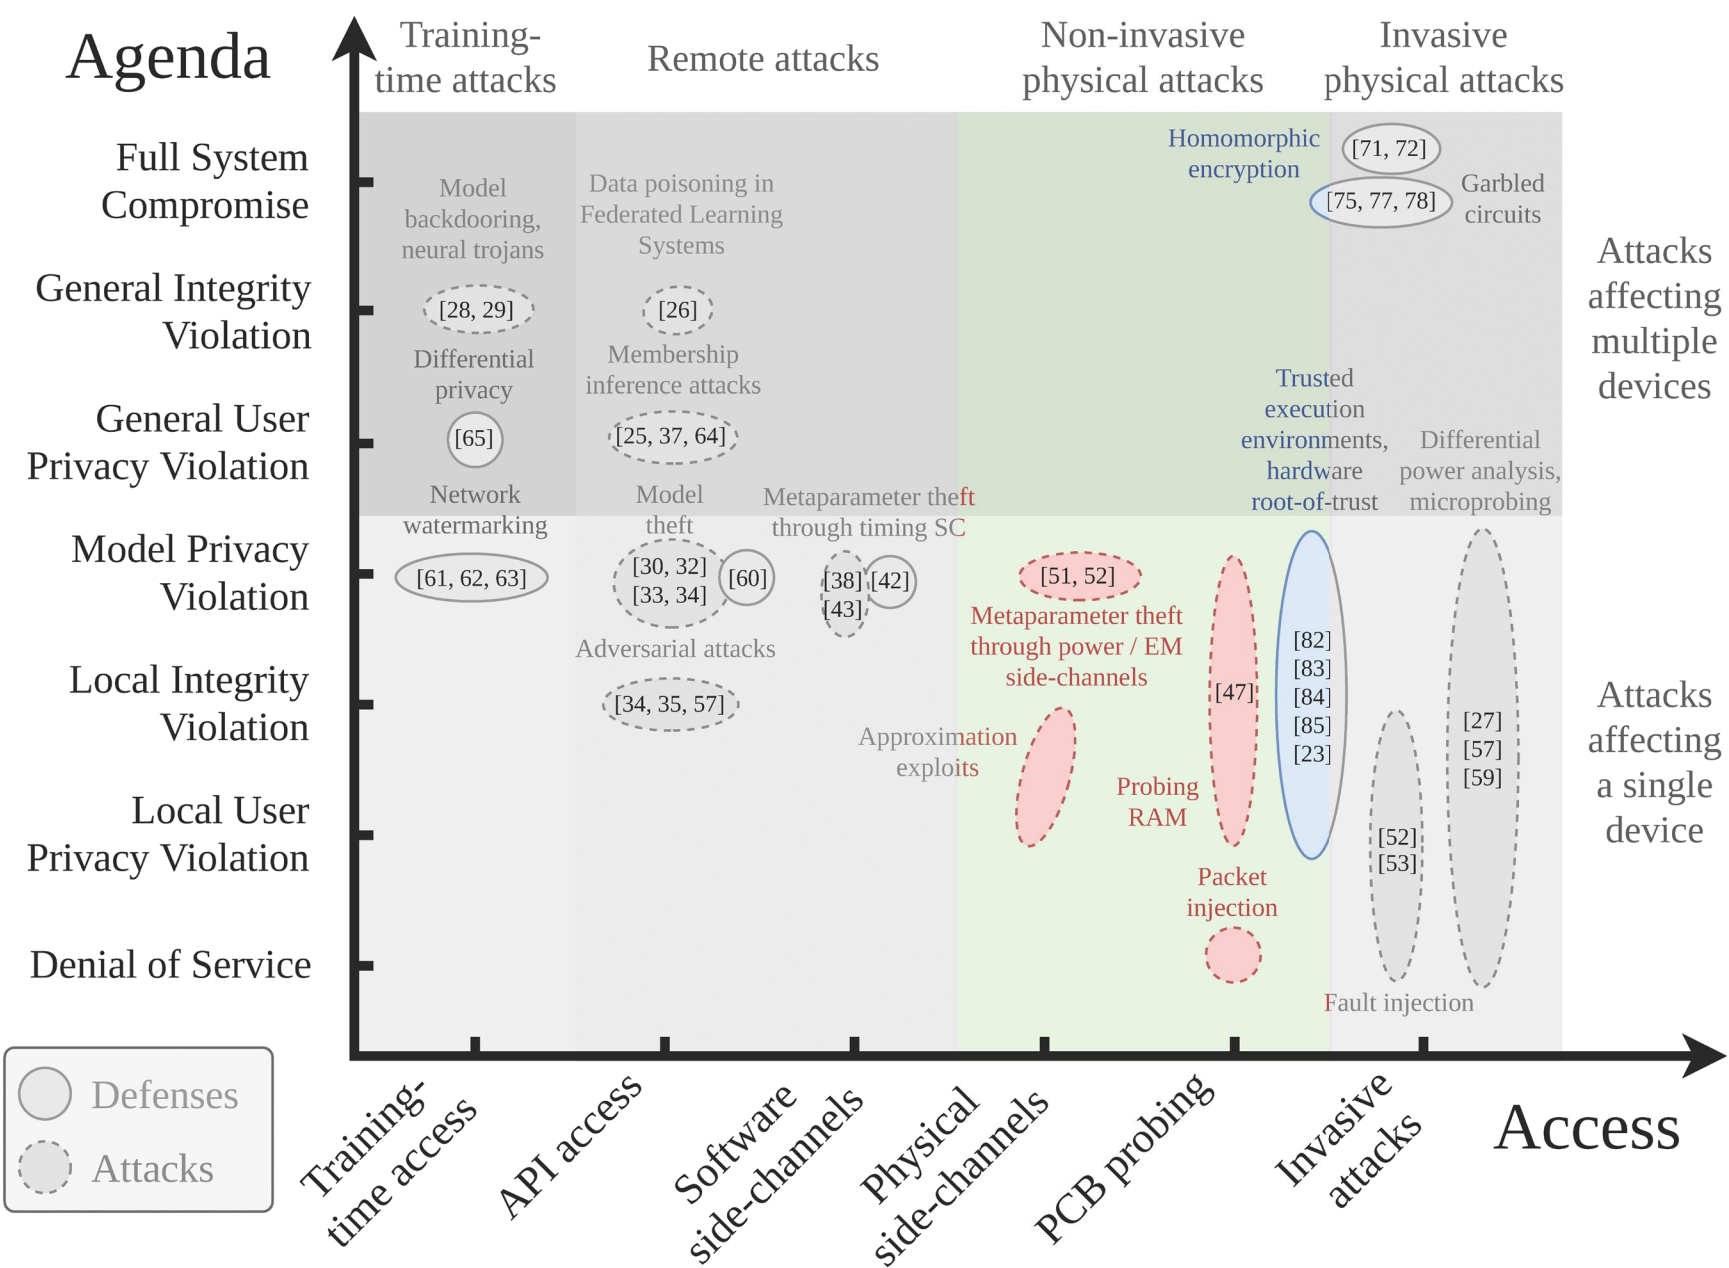 Agenda
Training-
time attacks
Remote attacks
Non-invasive
physical attacks
Invasive
physical attacks
Full System
Compromise
General Integrity
Violation
General User
Privacy Violation
Model Privacy
Violation
Local Integrity
Violation
Local User
Privacy Violation
Denial of Service
Model
backdooring,
neural trojans
[28, 29]
Differential
privacy
[65]
Network
watermarking
[61, 62, 63]
Data poisoning in
Federated Learning
Systems
[26]
Membership
inference attacks
[25, 37, 64]
Model
theft
[30, 32]
[33, 34]
[60]
Adversarial attacks
[34, 35, 57]
Metaparameter theft
through timing SC
[38]
[43]
[42]
[51, 52]
Metaparameter theft
through power / EM
side-channels
Approximation
exploits
[47]
Probing
RAM
Packet
injection
Homomorphic
encryption
[71, 72]
[75, 77, 78]
Garbled
circuits
Trusted
execution
environments,
hardware
root-of-trust
[82]
[83]
[84]
[85]
[23]
Differential
power analysis,
microprobing
[27]
[57]
[59]
[52]
[53]
Fault injection
Attacks
affecting
multiple
devices
Attacks
affecting
a single
device
Defenses
Attacks
Training-
time access
API access
Software
side-channels
Physical
side-channels
PCB probing
Invasive
attacks
Access